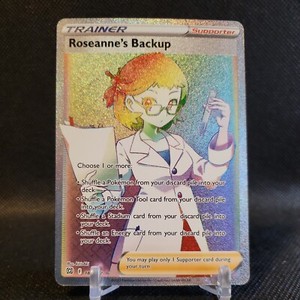 TRAINER Supporter
Roseanne's Backup
Choose 1 or more:
• Shuffle a Pokémon from your discard pile into
your deck.
• Shuffle a Pokémon Tool card from your discard pile
into your deck.
• Shuffle a Stadium card from your discard pile into
your deck.
• Shuffle an Energy card from your discard pile into
your deck.
You may play only 1 Supporter card during
your turn.